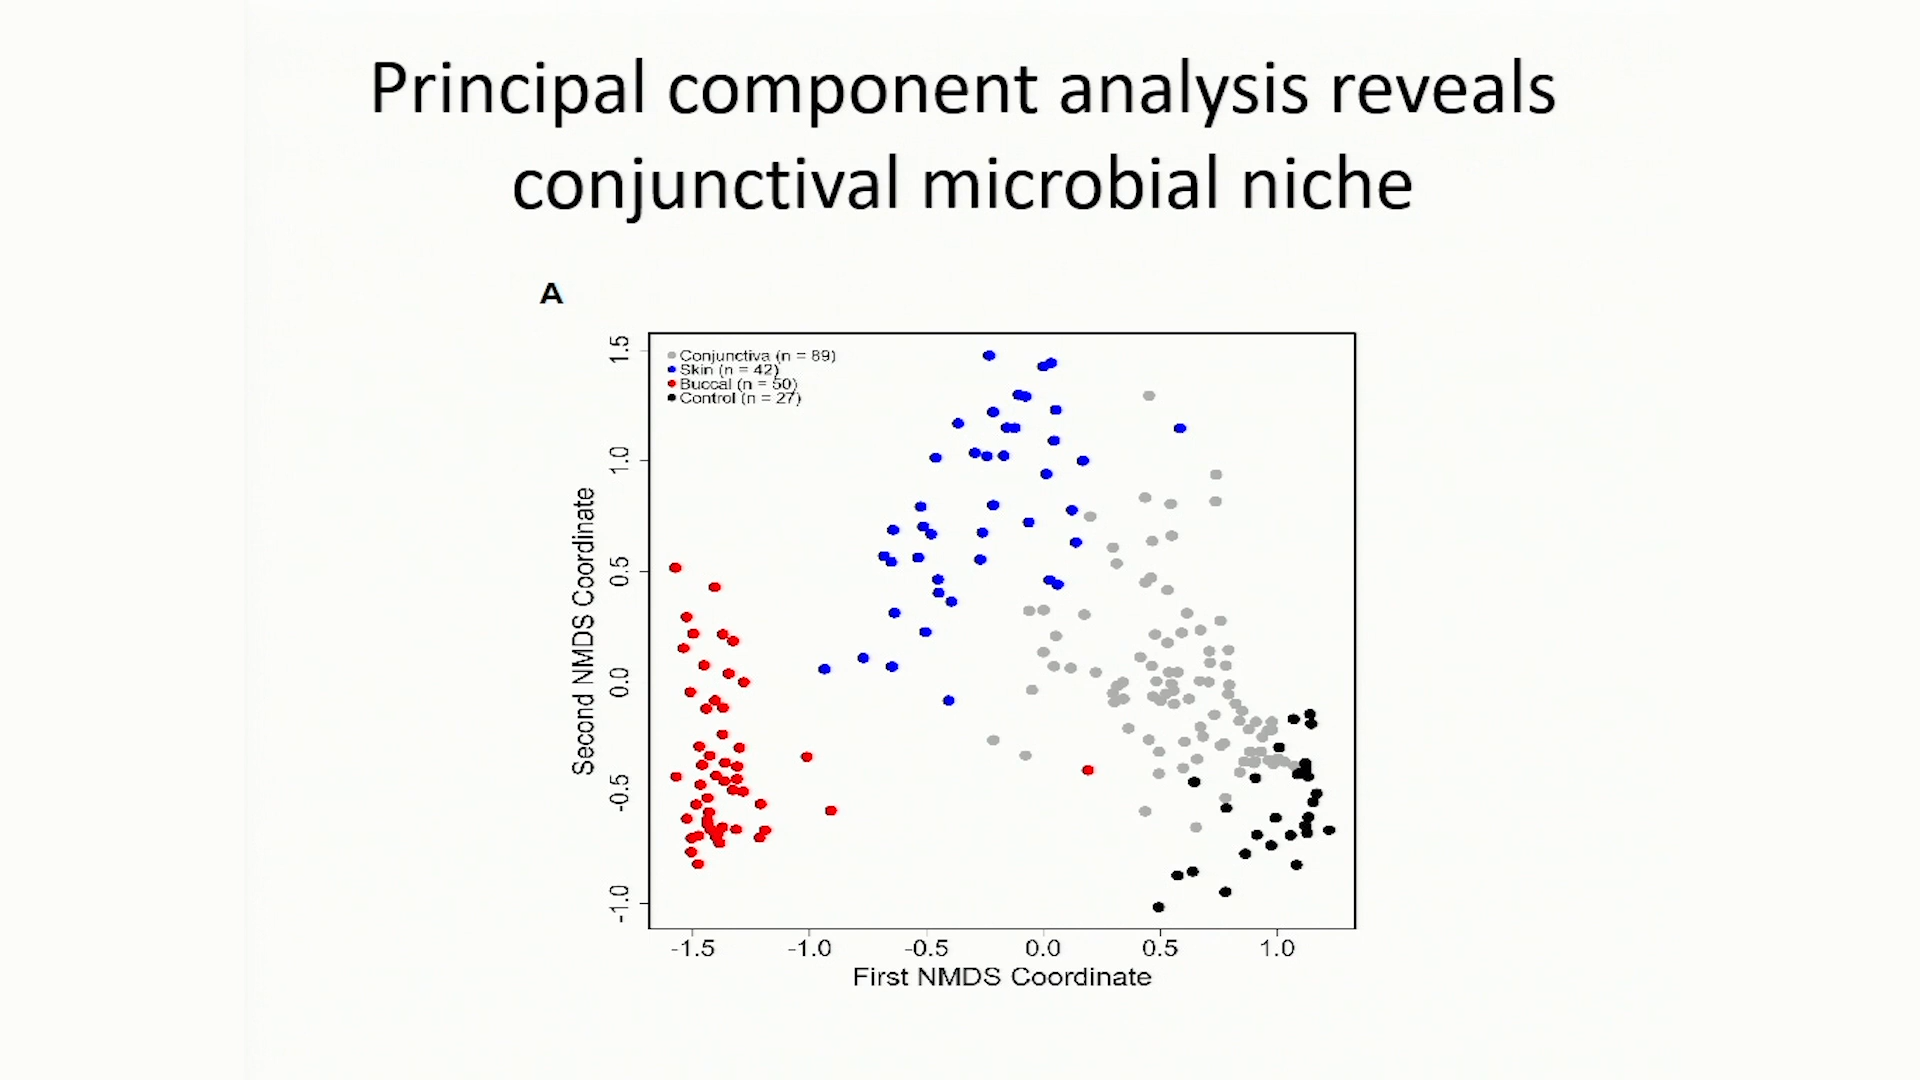 Principal component analysis reveals
conjunctival microbial niche
A
Conjunctiva (n = 89)
Skin (n = 42)
Buccal (n = 50)
Control (n = 27)
Second NMDS Coordinate
1.5
1.0
0.5
0.0
-0.5
-1.0
-1.5
-1.0
-0.5
0.0
0.5
1.0
First NMDS Coordinate